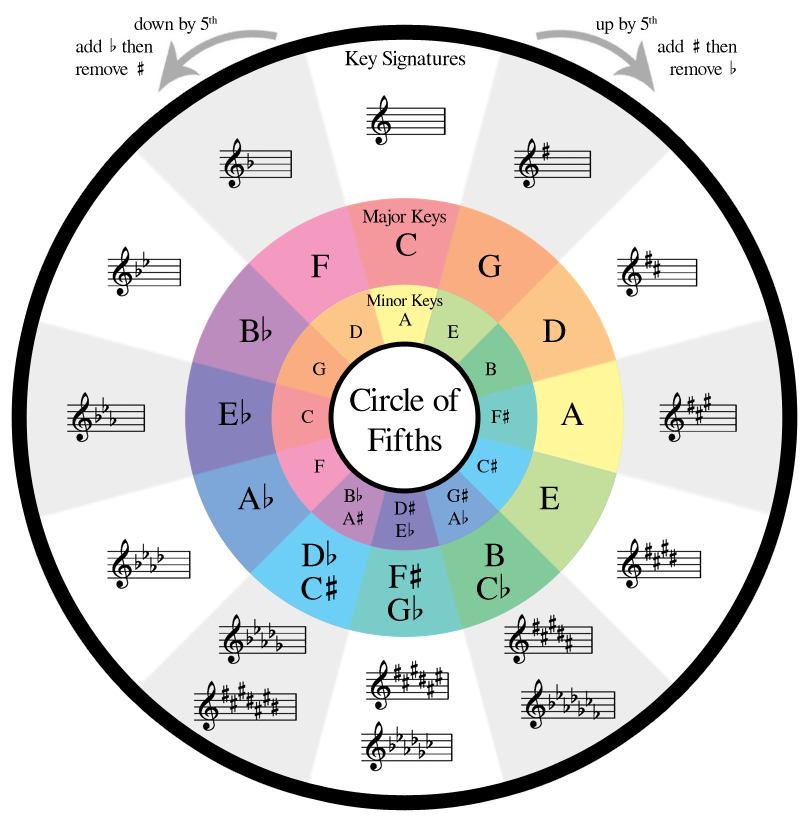 down by 5th
add ♭ then
remove ♯
up by 5th
add ♯ then
remove ♭
Key Signatures
Major Keys
C
G
D
A
E
B
C♭
F♯
G♭
D♭
C♯
A♭
E♭
B♭
F
Minor Keys
A
E
B
F♯
C♯
G♯
A♭
D♯
E♭
B♭
A♯
F
C
G
D
Circle of
Fifths